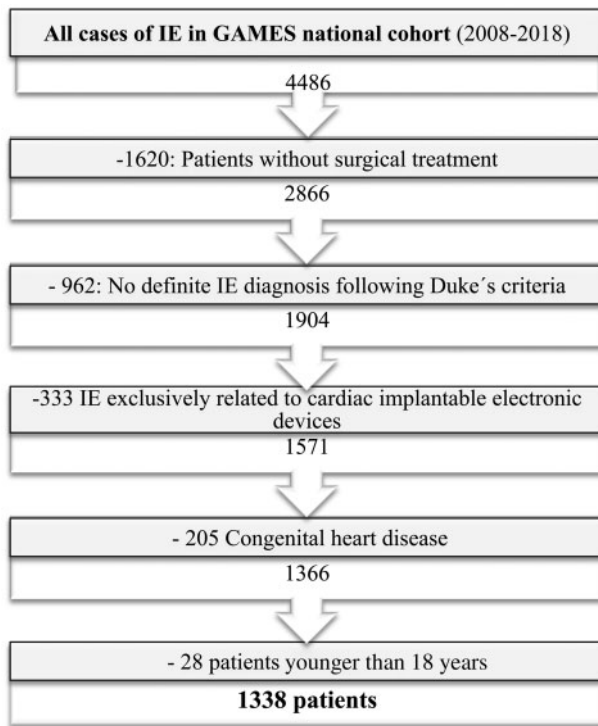 All cases of IE in GAMES national cohort (2008-2018)
4486
-1620: Patients without surgical treatment
2866
- 962: No definite IE diagnosis following Duke´s criteria
1904
-333 IE exclusively related to cardiac implantable electronic
devices
1571
- 205 Congenital heart disease
1366
- 28 patients younger than 18 years
1338 patients